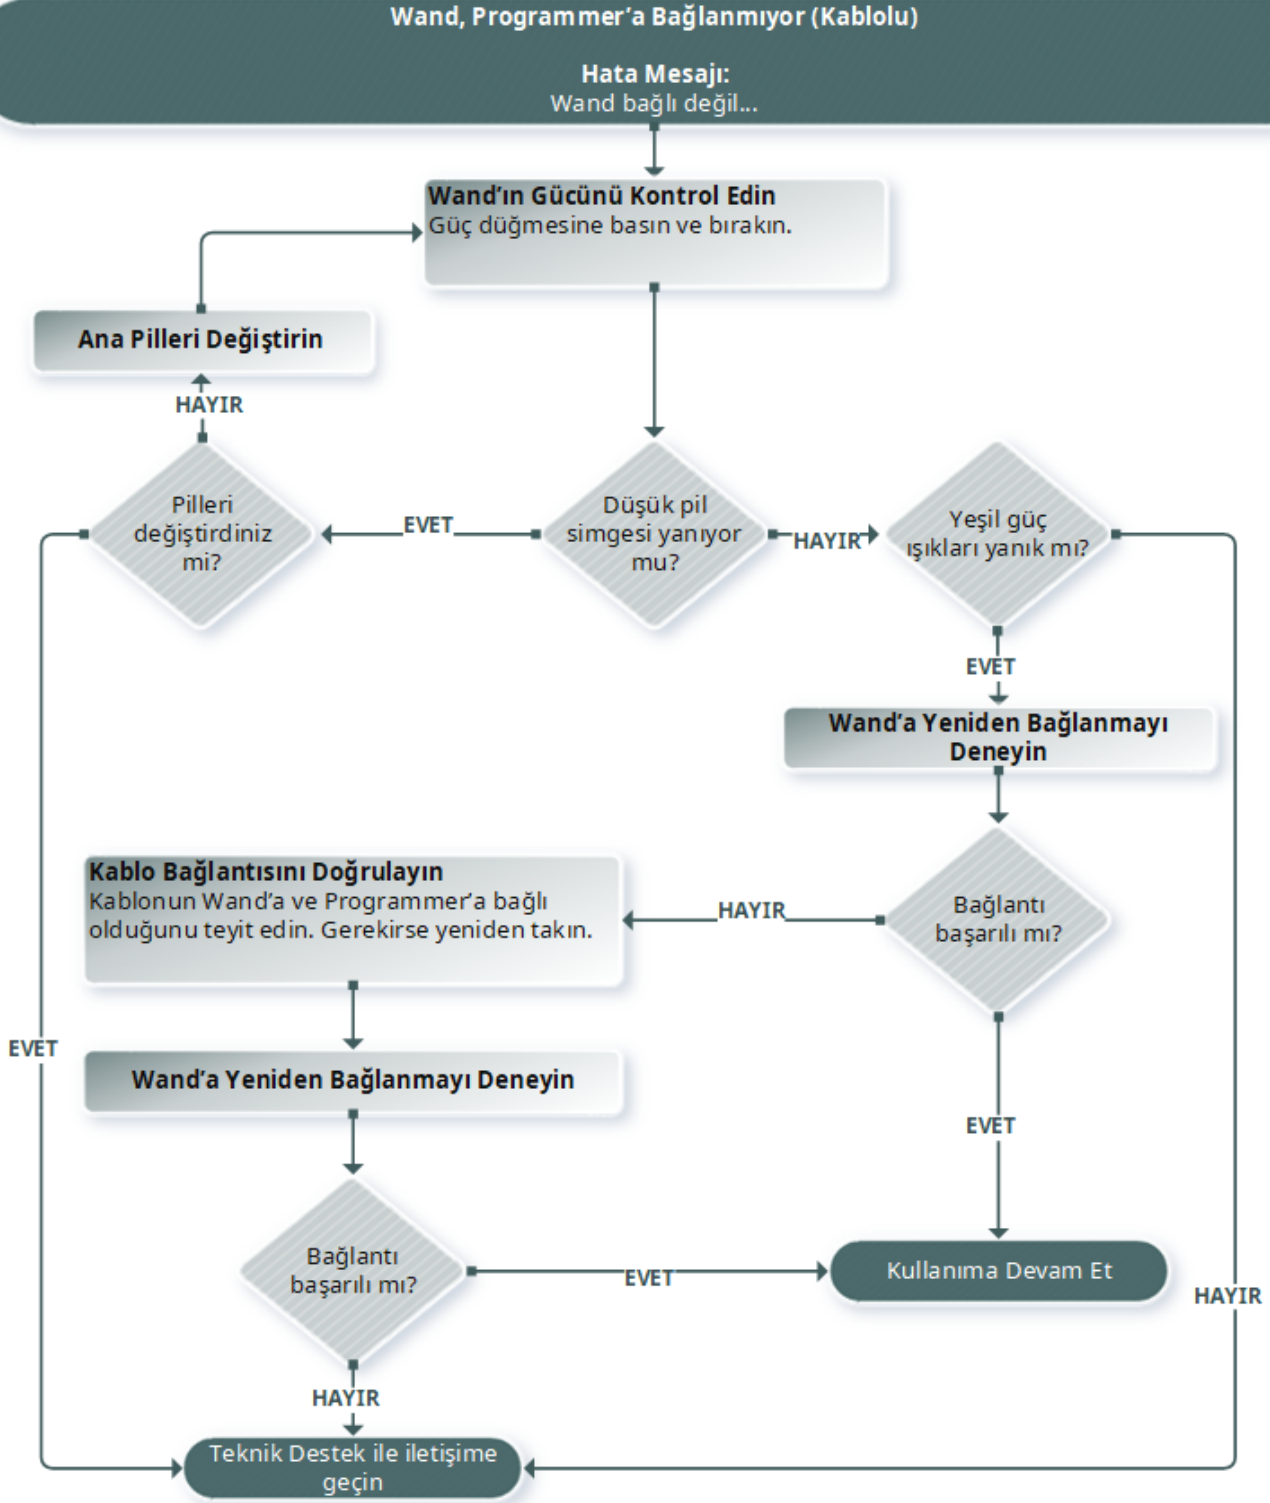 Wand, Programmer’a Bağlanmıyor (Kablolu)
Hata Mesajı:
Wand bağlı değil...
Wand’ın Gücünü Kontrol Edin
Güç düğmesine basın ve bırakın.
Ana Pilleri Değiştirin
HAYIR
Pilleri
değiştirdiniz
mi?
EVET
Düşük pil
simgesi yanıyor
mu?
HAYIR
Yeşil güç
ışıkları yanık mı?
EVET
Wand’a Yeniden Bağlanmayı
Deneyin
Kablo Bağlantısını Doğrulayın
Kablonun Wand’a ve Programmer’a bağlı
olduğunu teyit edin. Gerekirse yeniden takın.
HAYIR
Bağlantı
başarılı mı?
EVET
Wand’a Yeniden Bağlanmayı Deneyin
EVET
Bağlantı
başarılı mı?
EVET
Kullanıma Devam Et
HAYIR
HAYIR
Teknik Destek ile iletişime
geçin